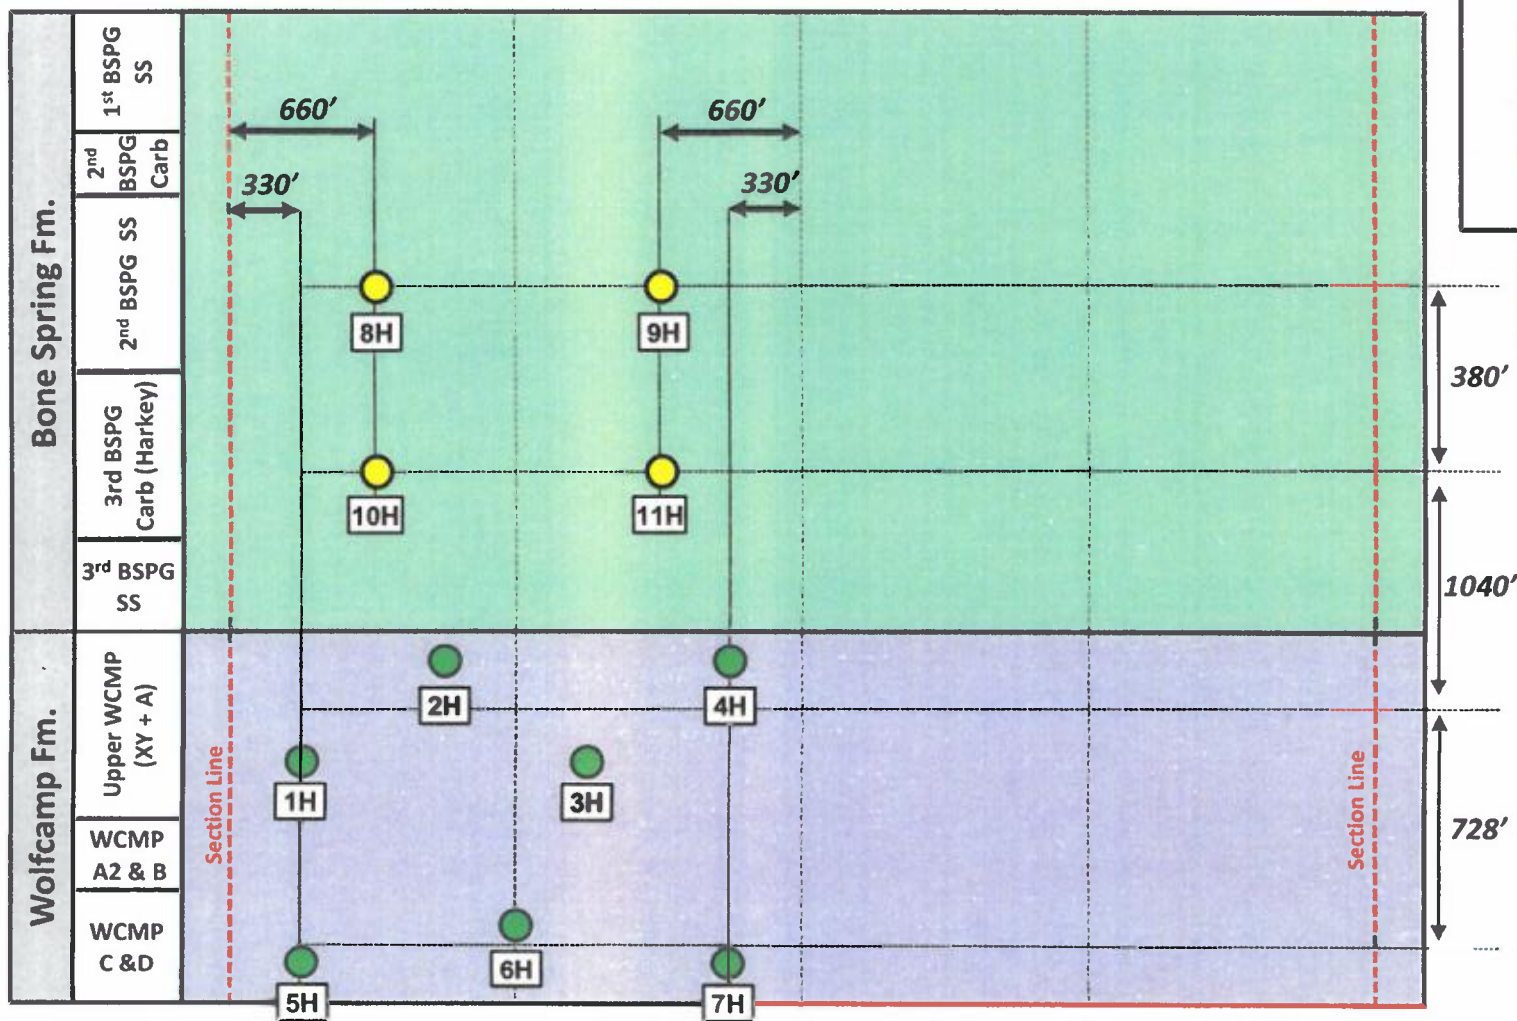 Bone Spring Fm.
1st BSPG
SS
2nd
BSPG
Carb
2nd BSPG SS
3rd BSPG
Carb (Harkey)
3rd BSPG
SS
Wolfcamp Fm.
Upper WCMP
(XY + A)
WCMP
A2 & B
WCMP
C &D
660'
660'
330'
330'
8H
9H
10H
11H
2H
4H
1H
3H
6H
5H
7H
Section Line
Section Line
380'
1040'
728'